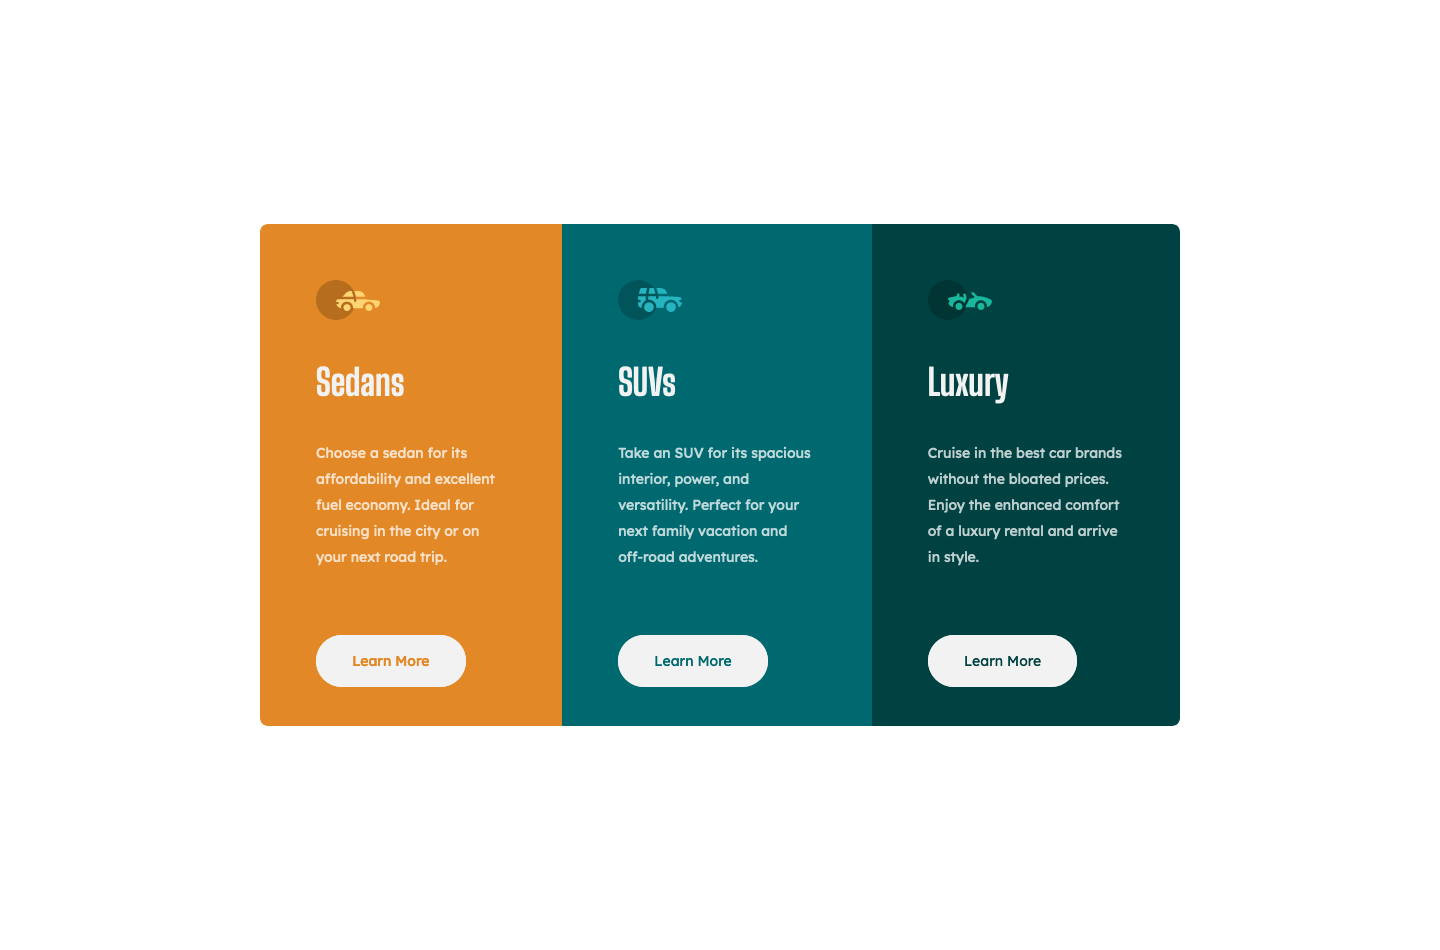 Sedans
Choose a sedan for its
affordability and excellent
fuel economy. Ideal for
cruising in the city or on
your next road trip.
Learn More
SUVs
Take an SUV for its spacious
interior, power, and
versatility. Perfect for your
next family vacation and
off-road adventures.
Learn More
Luxury
Cruise in the best car brands
without the bloated prices.
Enjoy the enhanced comfort
of a luxury rental and arrive
in style.
Learn More